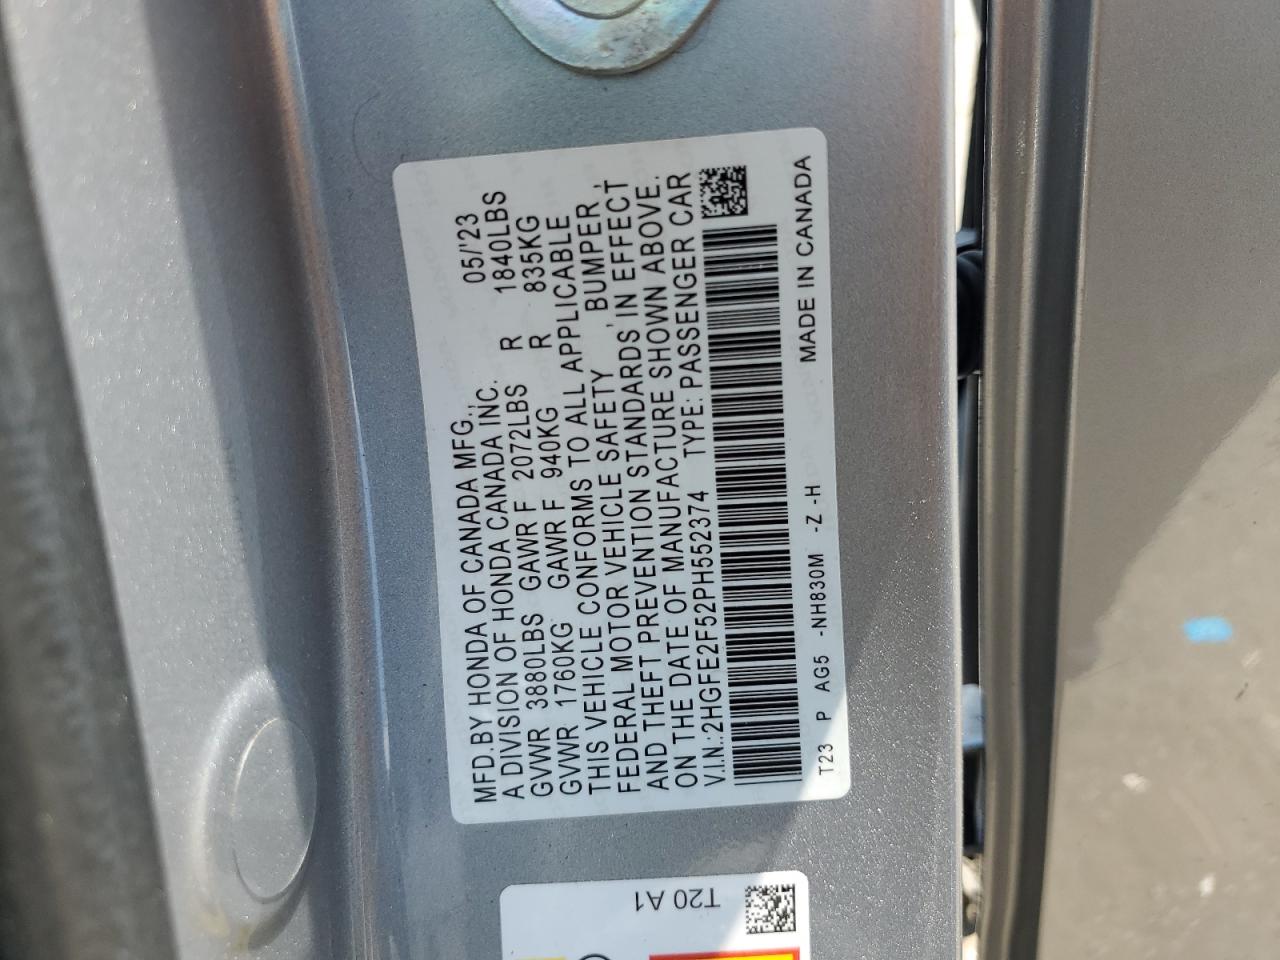 MFD.BY HONDA OF CANADA MFG., 05/'23
A DIVISION OF HONDA CANADA INC.
GVWR 3880LBS GAWR F 2072LBS R 1840LBS
GVWR 1760KG GAWR F 940KG R 835KG
THIS VEHICLE CONFORMS TO ALL APPLICABLE
FEDERAL MOTOR VEHICLE SAFETY, BUMPER,
AND THEFT PREVENTION STANDARDS, IN EFFECT
ON THE DATE OF MANUFACTURE SHOWN ABOVE.
V.I.N.:2HGFE2F52PH552374 TYPE: PASSENGER CAR
T23 P AG5 -NH830M -Z -H MADE IN CANADA
T20 A1